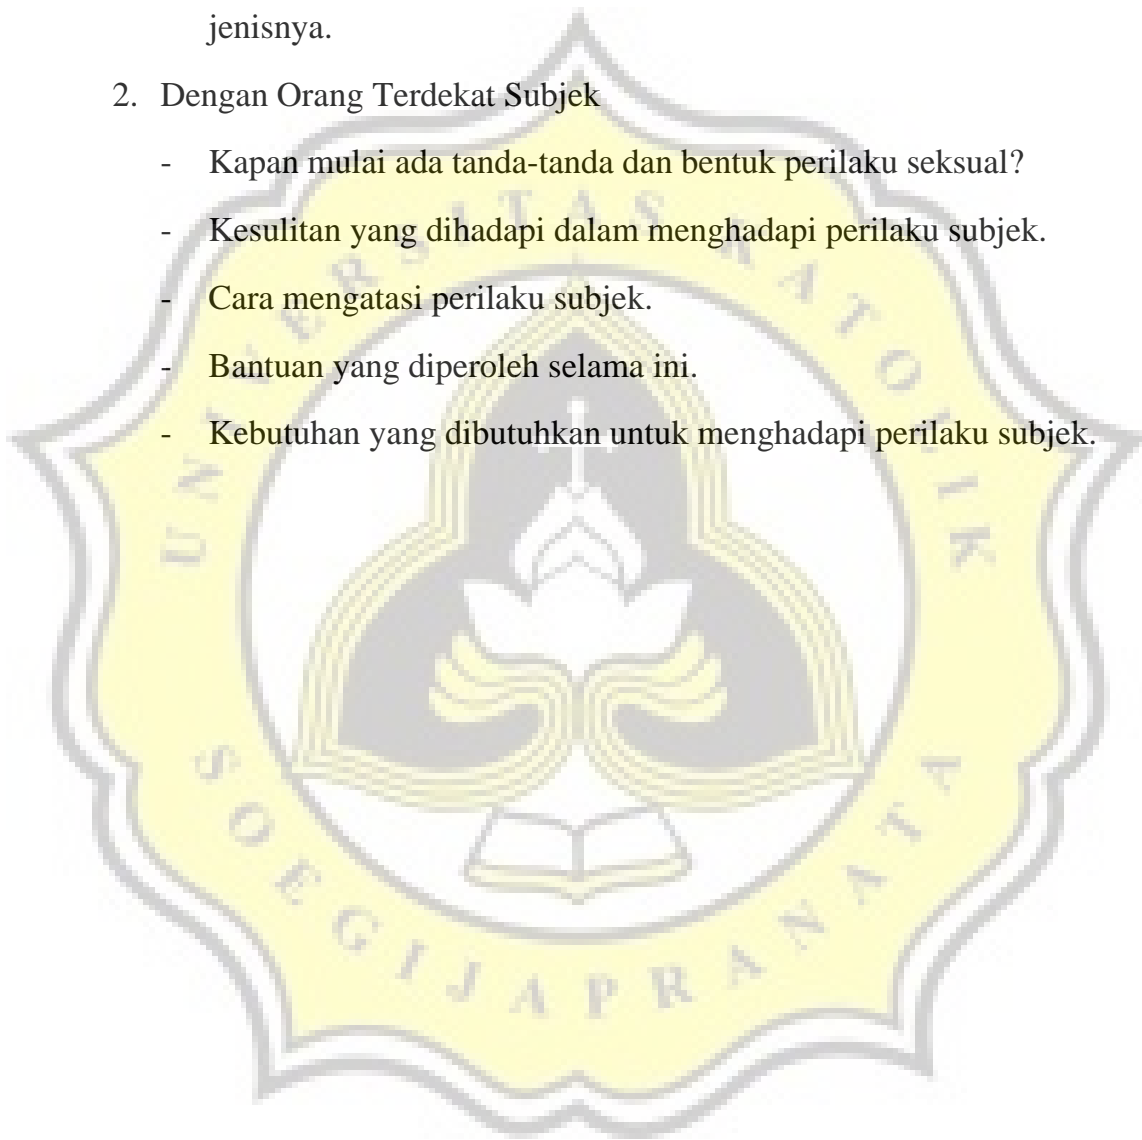 jenisnya.
2. Dengan Orang Terdekat Subjek
- Kapan mulai ada tanda-tanda dan bentuk perilaku seksual?
- Kesulitan yang dihadapi dalam menghadapi perilaku subjek.
- Cara mengatasi perilaku subjek.
- Bantuan yang diperoleh selama ini.
- Kebutuhan yang dibutuhkan untuk menghadapi perilaku subjek.
UNIVERSITAS KATOLIK
SOEGIJAPRANATA